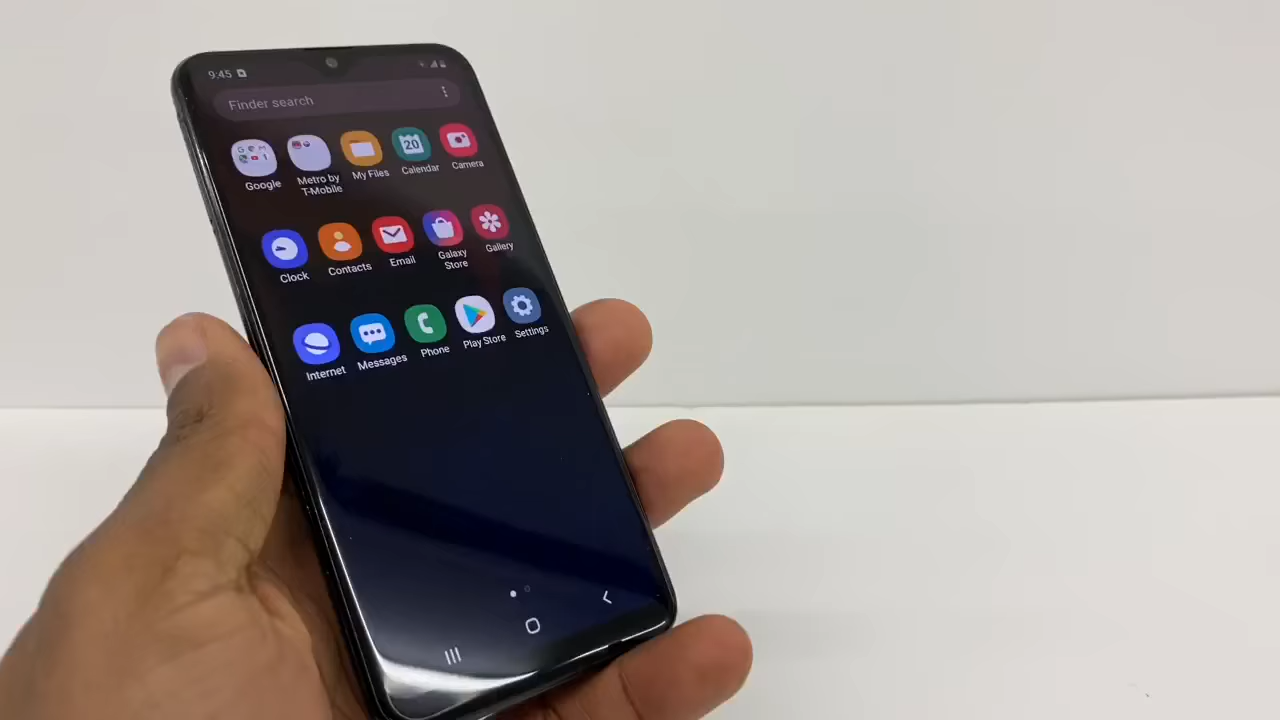 9:45
Finder search
Google
Metro by
T-Mobile
My Files
20
Calendar
Camera
Clock
Contacts
Email
Galaxy
Store
Gallery
Internet
Messages
Phone
Play Store
Settings